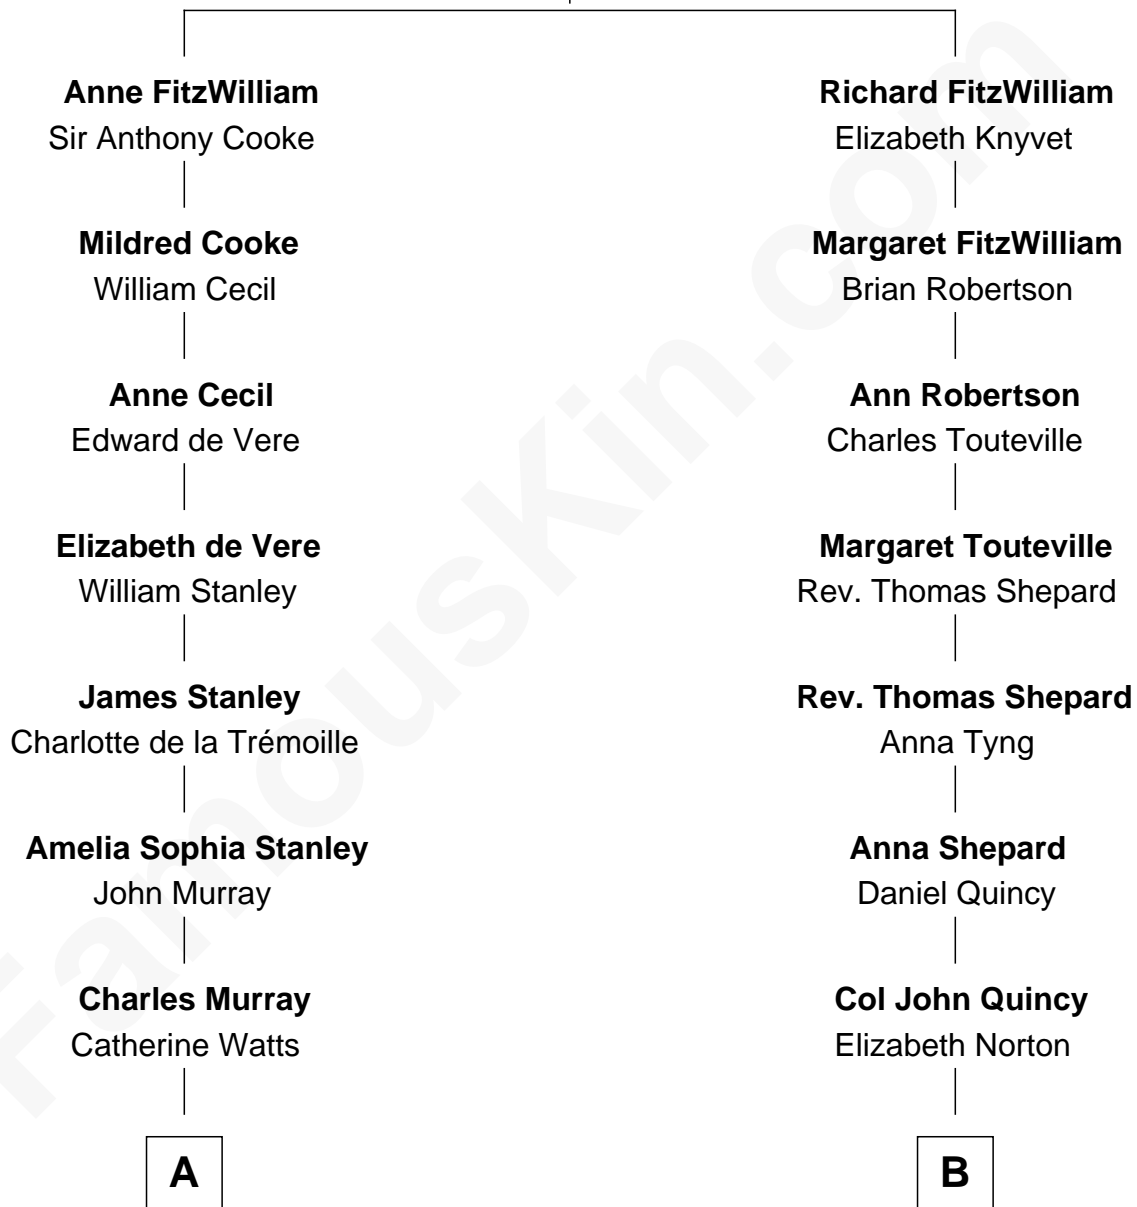 Anne FitzWilliam
Sir Anthony Cooke
Mildred Cooke
William Cecil
Anne Cecil
Edward de Vere
Elizabeth de Vere
William Stanley
James Stanley
Charlotte de la Trémoille
Amelia Sophia Stanley
John Murray
Charles Murray
Catherine Watts
A
Richard FitzWilliam
Elizabeth Knyvet
Margaret FitzWilliam
Brian Robertson
Ann Robertson
Charles Touteville
Margaret Touteville
Rev. Thomas Shepard
Rev. Thomas Shepard
Anna Tyng
Anna Shepard
Daniel Quincy
Col John Quincy
Elizabeth Norton
B
FamousKin.com